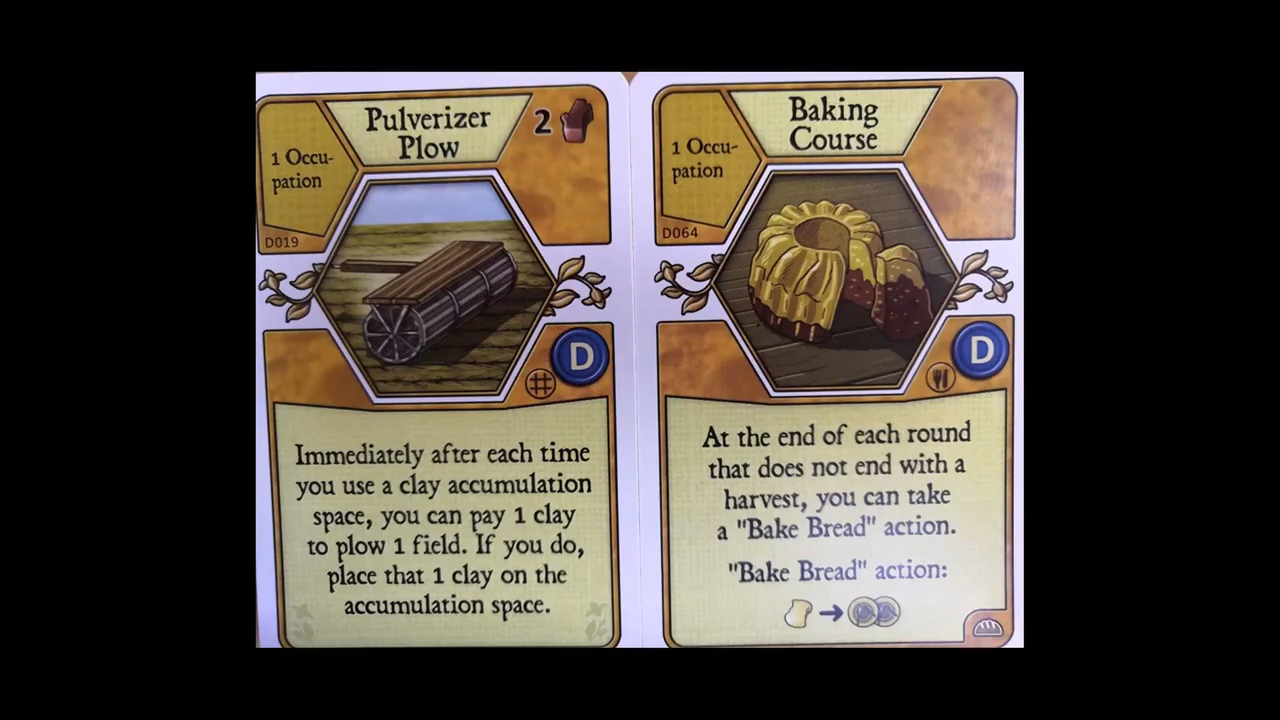 Pulverizer
Plow
2
1 Occu-
pation
D019
D
Immediately after each time
you use a clay accumulation
space, you can pay 1 clay
to plow 1 field. If you do,
place that 1 clay on the
accumulation space.
Baking
Course
1 Occu-
pation
D064
D
At the end of each round
that does not end with a
harvest, you can take
a "Bake Bread" action.
"Bake Bread" action: